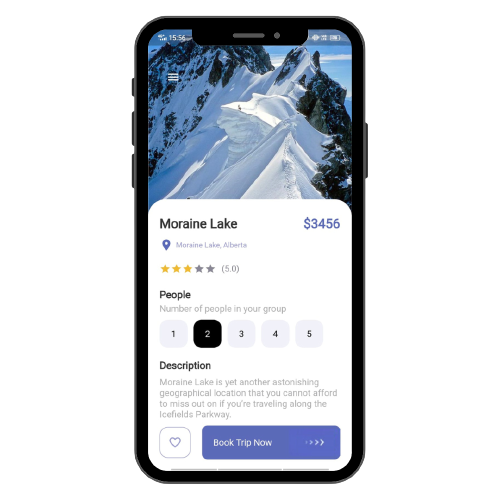 15:56
Moraine Lake
$3456
Moraine Lake, Alberta
(5.0)
People
Number of people in your group
1 2 3 4 5
Description
Moraine Lake is yet another astonishing
geographical location that you cannot afford
to miss out on if you're traveling along the
Icefields Parkway.
Book Trip Now